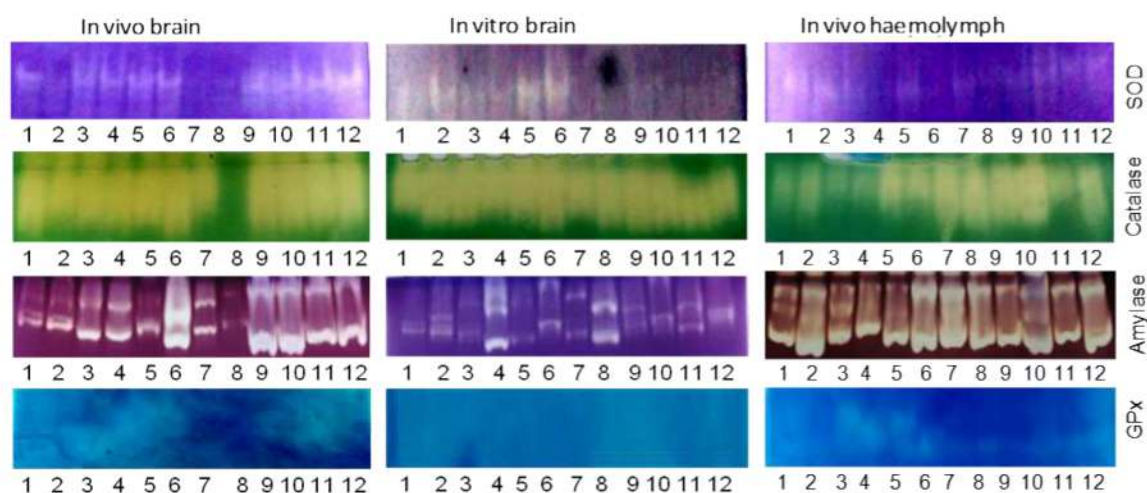 In vivo brain In vitro brain In vivo haemolymph
SOD
1 2 3 4 5 6 7 8 9 10 11 12 1 2 3 4 5 6 7 8 9 10 11 12 1 2 3 4 5 6 7 8 9 10 11 12
Catalase
1 2 3 4 5 6 7 8 9 10 11 12 1 2 3 4 5 6 7 8 9 10 11 12 1 2 3 4 5 6 7 8 9 10 11 12
Amylase
1 2 3 4 5 6 7 8 9 10 11 12 1 2 3 4 5 6 7 8 9 10 11 12 1 2 3 4 5 6 7 8 9 10 11 12
GPx
1 2 3 4 5 6 7 8 9 10 11 12 1 2 3 4 5 6 7 8 9 10 11 12 1 2 3 4 5 6 7 8 9 10 11 12